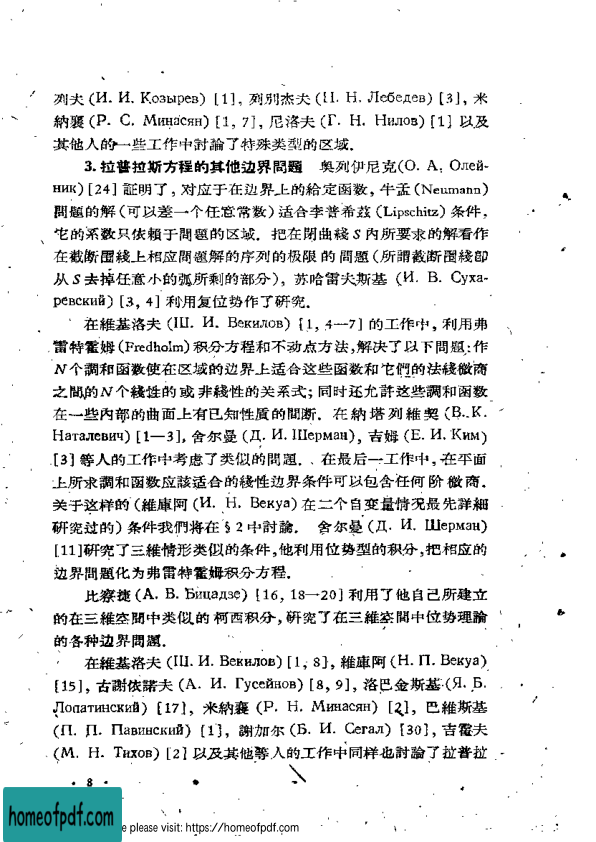 列夫 (И. И. Козырев) [1], 列别杰夫 (Н. Н. Лебедев) [3], 米
納襄 (Р. С. Минасян) [1, 7], 尼洛夫 (Г. Н. Нилов) [1] 以及
其他人的一些工作中討論了特殊类型的区域.
3. 拉普拉斯方程的其他边界問題 奥列伊尼克(О. А. Олей-
ник) [24] 証明了, 对应于在边界上的給定函数, 牛孟 (Neumann)
問題的解 (可以差一个任意常数) 适合李普希茲 (Lipschitz) 条件,
它的系数只依賴于問題的区域. 把在閉曲綫 S 内所要求的解看作
在截断圍綫上相应問題解的序列的极限的問題 (所謂截断圍綫卽
从 S 去掉任意小的弧所剩的部分), 苏哈雷夫斯基 (И. В. Суха-
ревский) [3, 4] 利用复位势作了研究.
在維基洛夫 (Ш. И. Векилов) [1, 4—7] 的工作中, 利用弗
雷特霍姆 (Fredholm) 积分方程和不动点方法, 解决了以下問題: 作
N 个調和函数使在区域的边界上适合这些函数和它們的法綫微商
之間的 N 个綫性的或非綫性的关系式; 同时还允許这些調和函数
在一些内部的曲面上有已知性质的間断. 在納塔列維契 (В. К.
Наталевич) [1—3], 舍尔曼 (Д. И. Шерман), 吉姆 (Е. И. Ким)
[3] 等人的工作中考虑了类似的問題. 在最后一工作中, 在平面
上所求調和函数应該适合的綫性边界条件可以包含任何阶微商.
关于这样的 (維庫阿 (И. Н. Векуа) 在二个自变量情况最先詳細
研究过的) 条件我們将在 § 2 中討論. 舍尔曼 (Д. И. Шерман)
[11] 研究了三維情形类似的条件, 他利用位势型的积分, 把相应的
边界問題化为弗雷特霍姆积分方程.
比察捷 (А. В. Бицадзе) [16, 18—20] 利用了他自己所建立
的在三維空間中类似的柯西积分, 研究了在三維空間中位势理論
的各种边界問題.
在維基洛夫 (Ш. И. Векилов) [1, 8], 維庫阿 (Н. П. Векуа)
[15], 古謝依諾夫 (А. И. Гусейнов) [8, 9], 洛巴金斯基 (Я. Б.
Лопатинский) [17], 米納襄 (Р. Н. Минасян) [2], 巴維斯基
(П. П. Павинский) [1], 謝加尔 (Б. И. Сегал) [30], 吉霍夫
(М. Н. Тихов) [2] 以及其他等人的工作中同样也討論了拉普拉
· 8 ·
homeofpdf.com
e please visit: https://homeofpdf.com